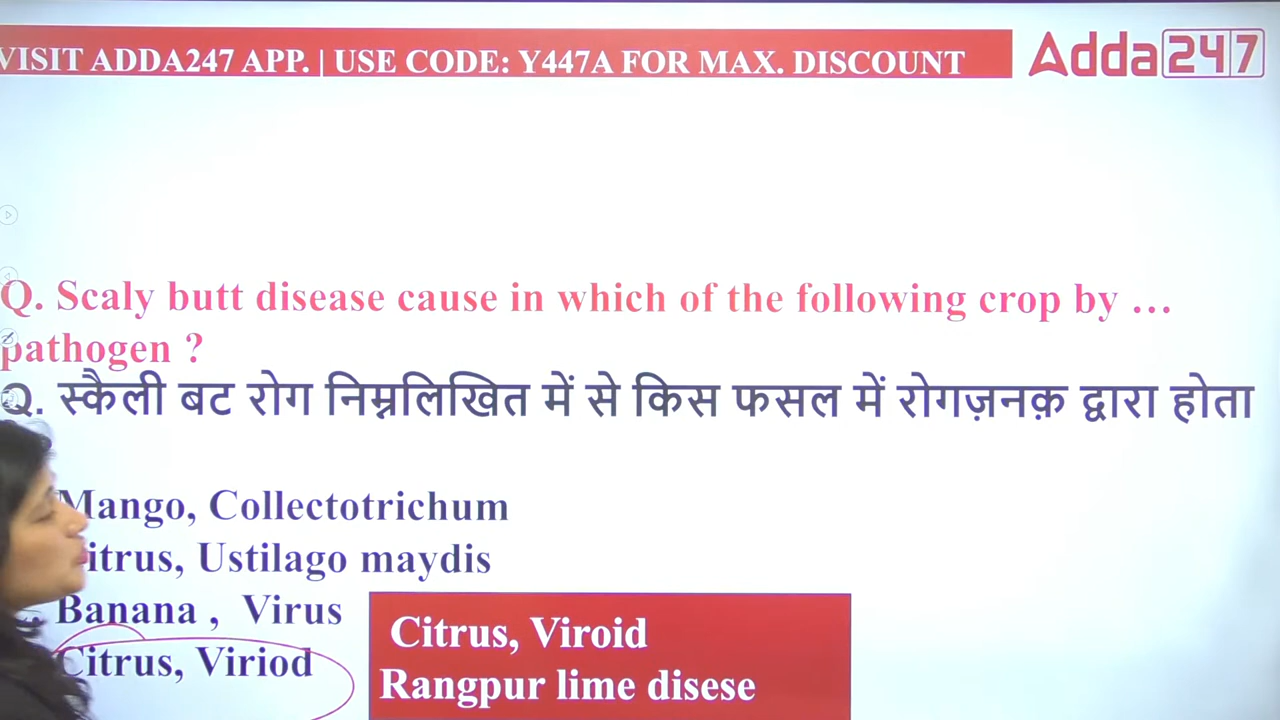 VISIT ADDA247 APP. | USE CODE: Y447A FOR MAX. DISCOUNT
Adda247
Q. Scaly butt disease cause in which of the following crop by ...
pathogen ?
Q. स्कैली बट रोग निम्नलिखित में से किस फसल में रोगज़नक़ द्वारा होता
Mango, Collectotrichum
Citrus, Ustilago maydis
Banana , Virus
Citrus, Viriod
Citrus, Viroid
Rangpur lime disese